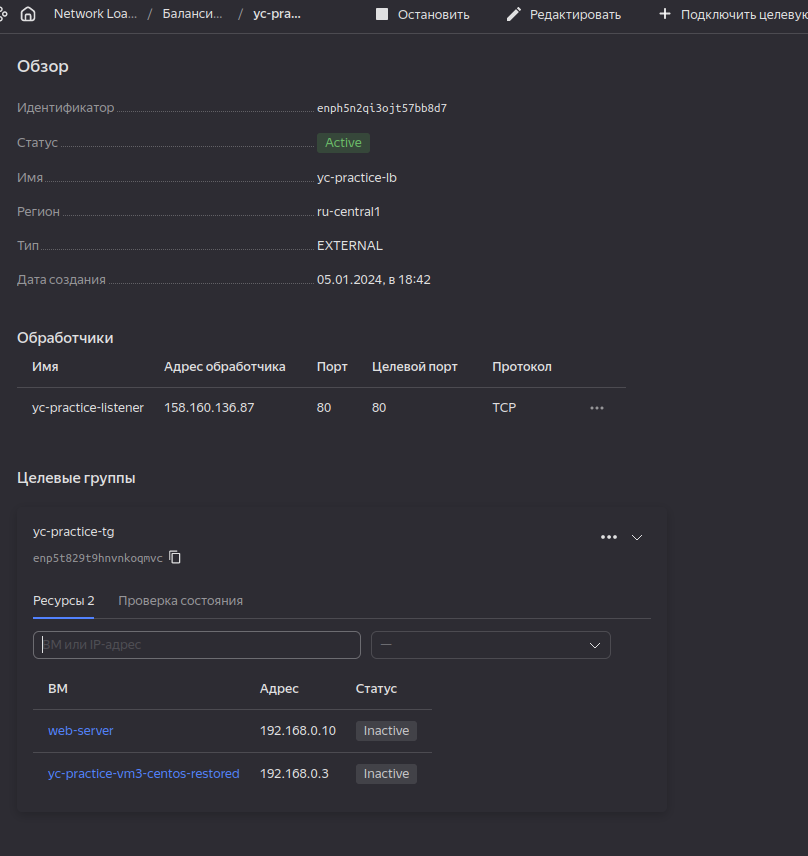 Network Loa... / Баланси... / yc-pra... Остановить Редактировать Подключить целевую
Обзор
Идентификатор enph5n2qi3ojt57bb8d7
Статус Active
Имя yc-practice-lb
Регион ru-central1
Тип EXTERNAL
Дата создания 05.01.2024, в 18:42
Обработчики
Имя Адрес обработчика Порт Целевой порт Протокол
yc-practice-listener 158.160.136.87 80 80 TCP
Целевые группы
yc-practice-tg
enp5t829t9hnvnkoqmvc
Ресурсы 2 Проверка состояния
ВМ или IP-адрес —
ВМ Адрес Статус
web-server 192.168.0.10 Inactive
yc-practice-vm3-centos-restored 192.168.0.3 Inactive